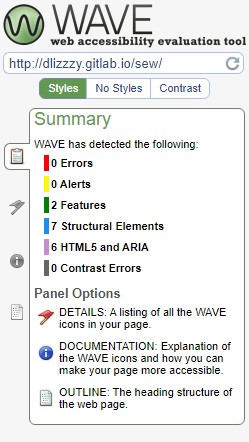 WAVE
web accessibility evaluation tool
http://dlizzzy.gitlab.io/sew/
Styles No Styles Contrast
Summary
WAVE has detected the following:
0 Errors
0 Alerts
2 Features
7 Structural Elements
6 HTML5 and ARIA
0 Contrast Errors
Panel Options
DETAILS: A listing of all the WAVE
icons in your page.
DOCUMENTATION: Explanation of
the WAVE icons and how you can
make your page more accessible.
OUTLINE: The heading structure of
the web page.